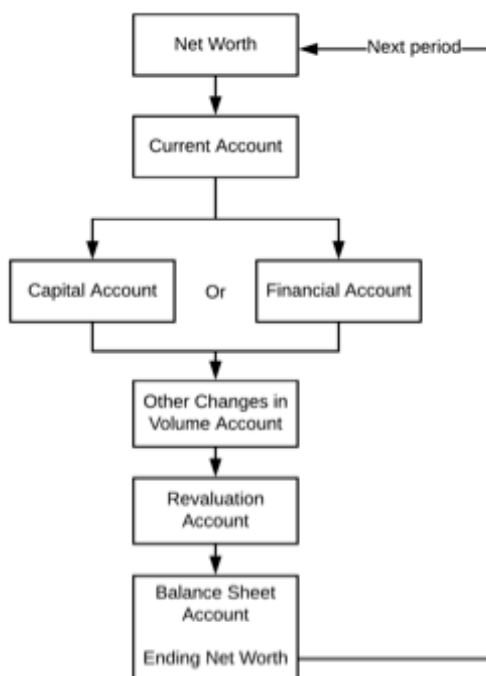 Net Worth
Next period
Current Account
Capital Account
Or
Financial Account
Other Changes in
Volume Account
Revaluation
Account
Balance Sheet
Account
Ending Net Worth